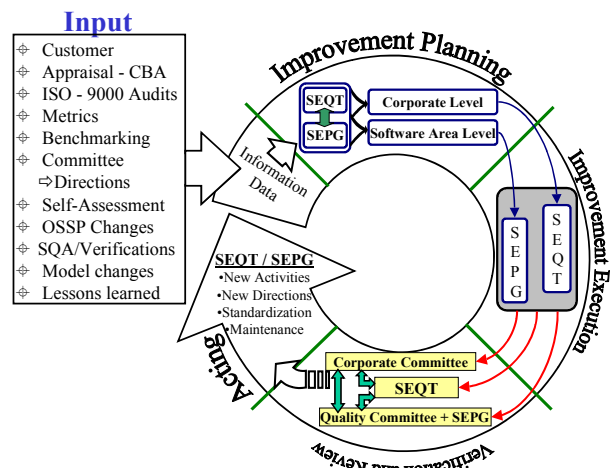 Input
Customer
Appraisal - CBA
ISO - 9000 Audits
Metrics
Benchmarking
Committee
⇨Directions
Self-Assessment
OSSP Changes
SQA/Verifications
Model changes
Lessons learned
Improvement Planning
SEQT
SEPG
Corporate Level
Software Area Level
Information
Data
Improvement Execution
SEPG
SEQT
SEQT / SEPG
•New Activities
•New Directions
•Standardization
•Maintenance
Acting
Corporate Committee
SEQT
Quality Committee + SEPG
Verification and Review